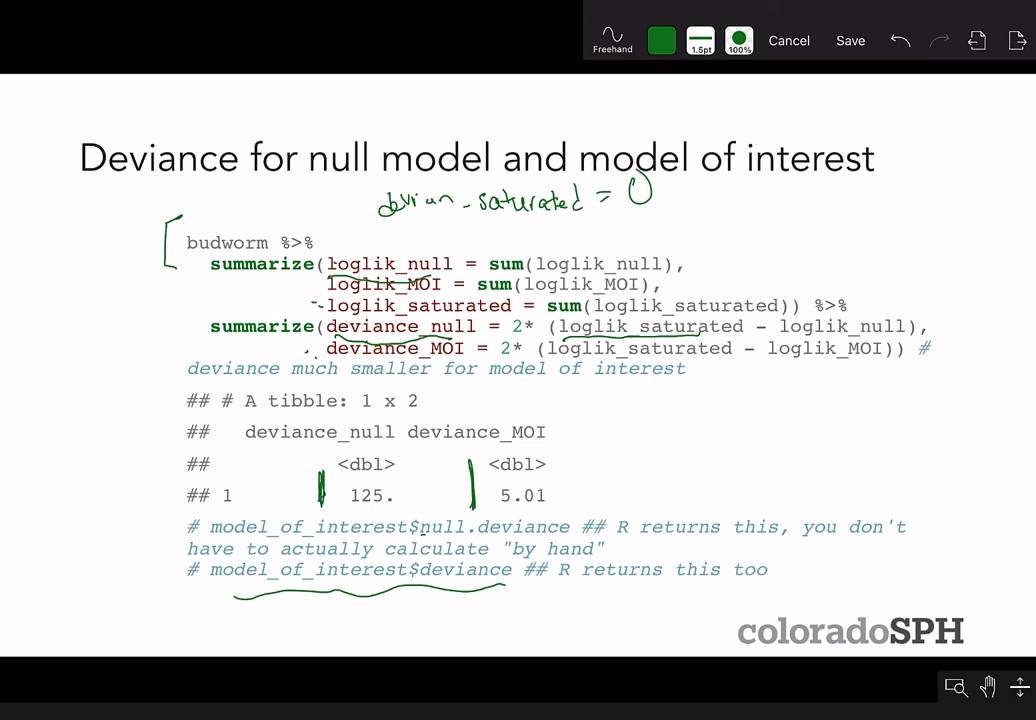 Freehand
1.5pt
100%
Cancel
Save
Deviance for null model and model of interest
devian_saturated = 0
budworm %>%
summarize(loglik_null = sum(loglik_null),
loglik_MOI = sum(loglik_MOI),
loglik_saturated = sum(loglik_saturated)) %>%
summarize(deviance_null = 2* (loglik_saturated - loglik_null),
deviance_MOI = 2* (loglik_saturated - loglik_MOI)) #
deviance much smaller for model of interest
## # A tibble: 1 x 2
## deviance_null deviance_MOI
## <dbl> <dbl>
## 1 125. 5.01
# model_of_interest$null.deviance ## R returns this, you don't
have to actually calculate "by hand"
# model_of_interest$deviance ## R returns this too
coloradoSPH